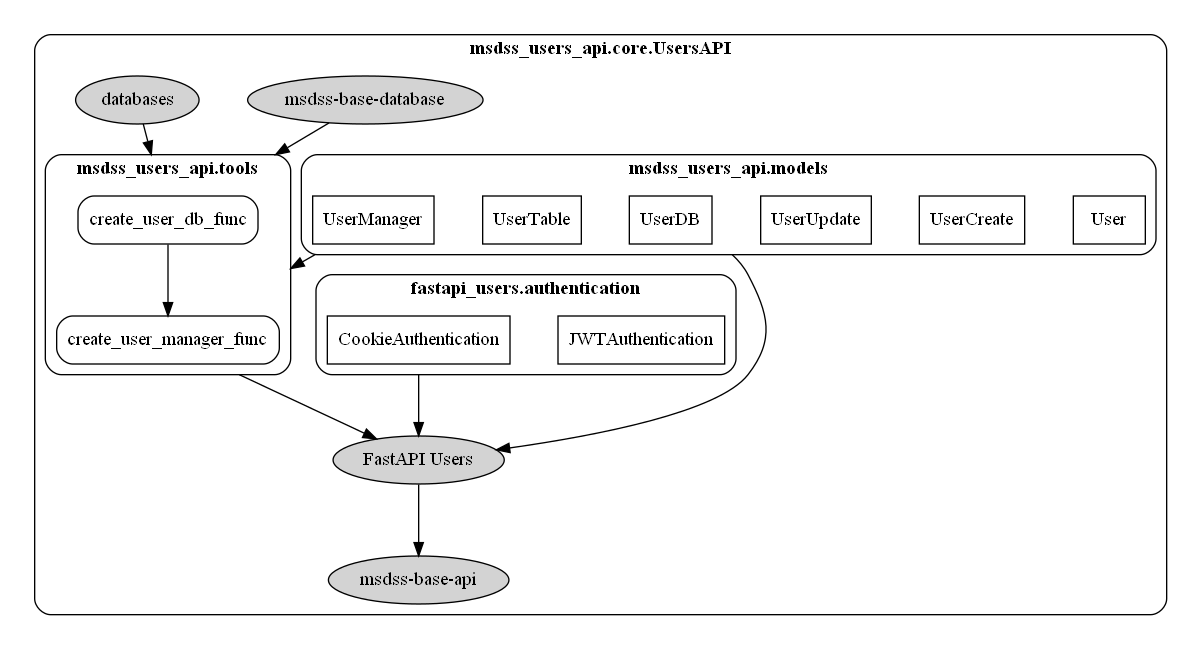 msdss_users_api.core.UsersAPI
databases
msdss-base-database
msdss_users_api.tools
msdss_users_api.models
create_user_db_func
UserManager
UserTable
UserDB
UserUpdate
UserCreate
User
fastapi_users.authentication
create_user_manager_func
CookieAuthentication
JWTAuthentication
FastAPI Users
msdss-base-api